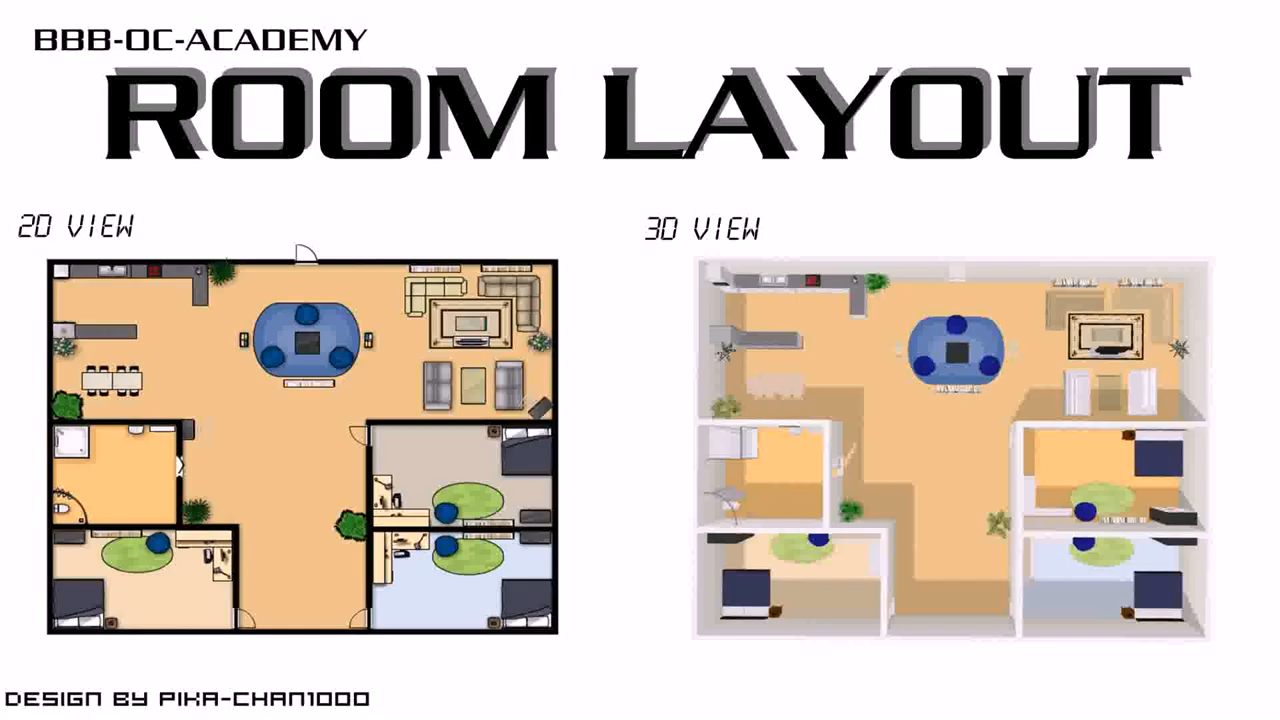 BBB-OC-ACADEMY
ROOM LAYOUT
2D VIEW
3D VIEW
DESIGN BY PIKA-CHAN1000